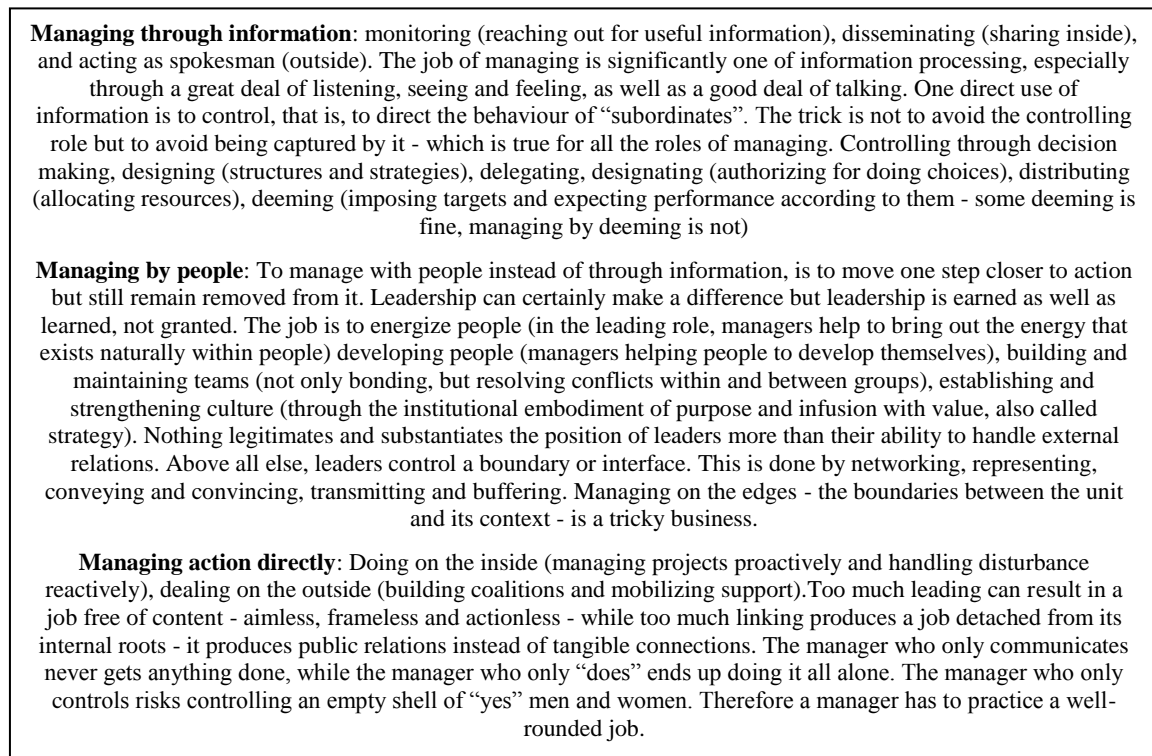 Managing through information: monitoring (reaching out for useful information), disseminating (sharing inside),
and acting as spokesman (outside). The job of managing is significantly one of information processing, especially
through a great deal of listening, seeing and feeling, as well as a good deal of talking. One direct use of
information is to control, that is, to direct the behaviour of “subordinates”. The trick is not to avoid the controlling
role but to avoid being captured by it - which is true for all the roles of managing. Controlling through decision
making, designing (structures and strategies), delegating, designating (authorizing for doing choices), distributing
(allocating resources), deeming (imposing targets and expecting performance according to them - some deeming is
fine, managing by deeming is not)
Managing by people: To manage with people instead of through information, is to move one step closer to action
but still remain removed from it. Leadership can certainly make a difference but leadership is earned as well as
learned, not granted. The job is to energize people (in the leading role, managers help to bring out the energy that
exists naturally within people) developing people (managers helping people to develop themselves), building and
maintaining teams (not only bonding, but resolving conflicts within and between groups), establishing and
strengthening culture (through the institutional embodiment of purpose and infusion with value, also called
strategy). Nothing legitimates and substantiates the position of leaders more than their ability to handle external
relations. Above all else, leaders control a boundary or interface. This is done by networking, representing,
conveying and convincing, transmitting and buffering. Managing on the edges - the boundaries between the unit
and its context - is a tricky business.
Managing action directly: Doing on the inside (managing projects proactively and handling disturbance
reactively), dealing on the outside (building coalitions and mobilizing support).Too much leading can result in a
job free of content - aimless, frameless and actionless - while too much linking produces a job detached from its
internal roots - it produces public relations instead of tangible connections. The manager who only communicates
never gets anything done, while the manager who only “does” ends up doing it all alone. The manager who only
controls risks controlling an empty shell of “yes” men and women. Therefore a manager has to practice a well-
rounded job.